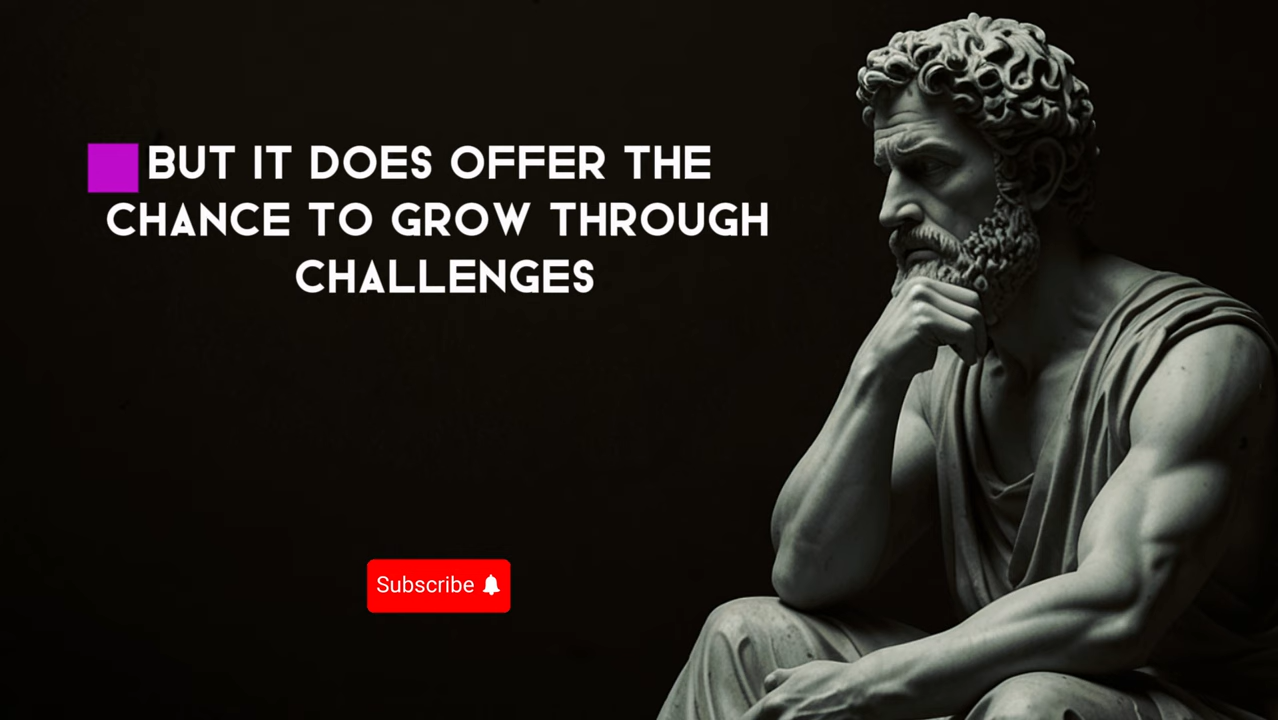 BUT IT DOES OFFER THE
CHANCE TO GROW THROUGH
CHALLENGES
Subscribe